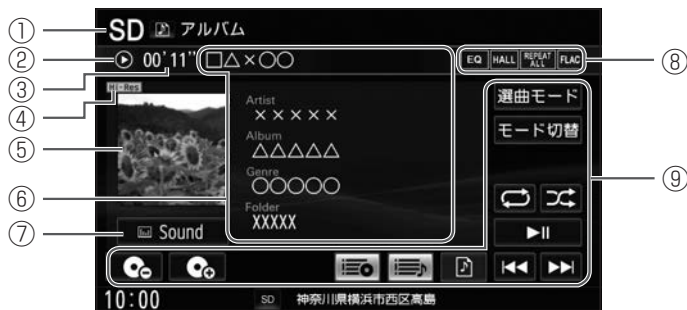 ① SD アルバム
② 00'11" □△×○○ EQ HALL REPEAT ALL FLAC ⑧
③
④ Hi-Res
選曲モード
Artist
×××××
モード切替
⑤
Album
△△△△△
⑨
⑥
Genre
○○○○○
Folder
XXXXX
⑦ Sound
10:00 SD 神奈川県横浜市西区高島